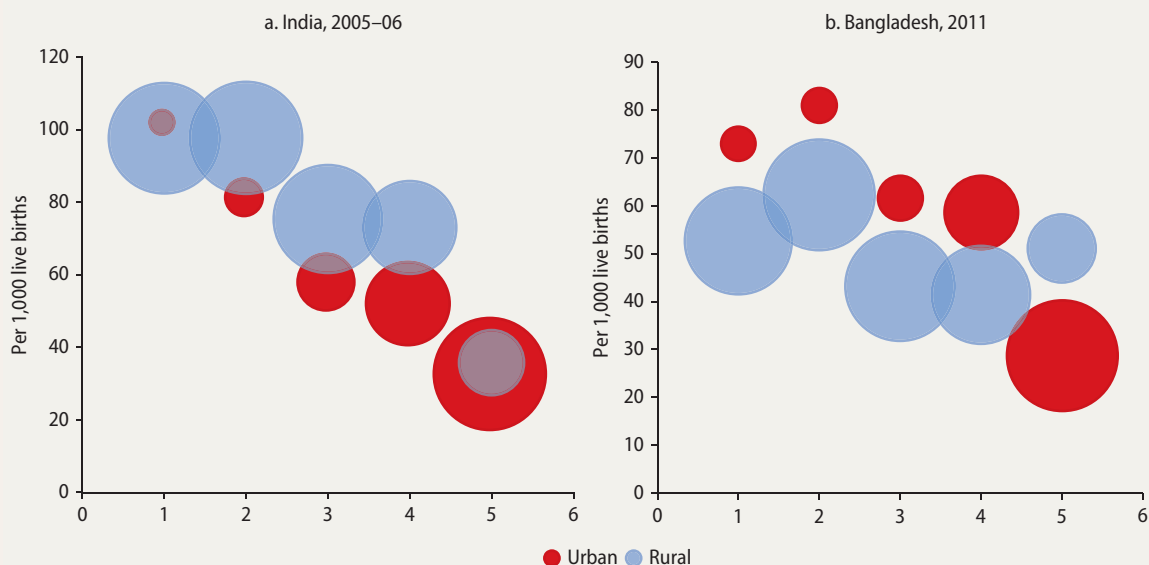 a. India, 2005–06
Per 1,000 live births
120
100
80
60
40
20
0
0 1 2 3 4 5 6
b. Bangladesh, 2011
Per 1,000 live births
90
80
70
60
50
40
30
20
10
0
0 1 2 3 4 5 6
Urban Rural